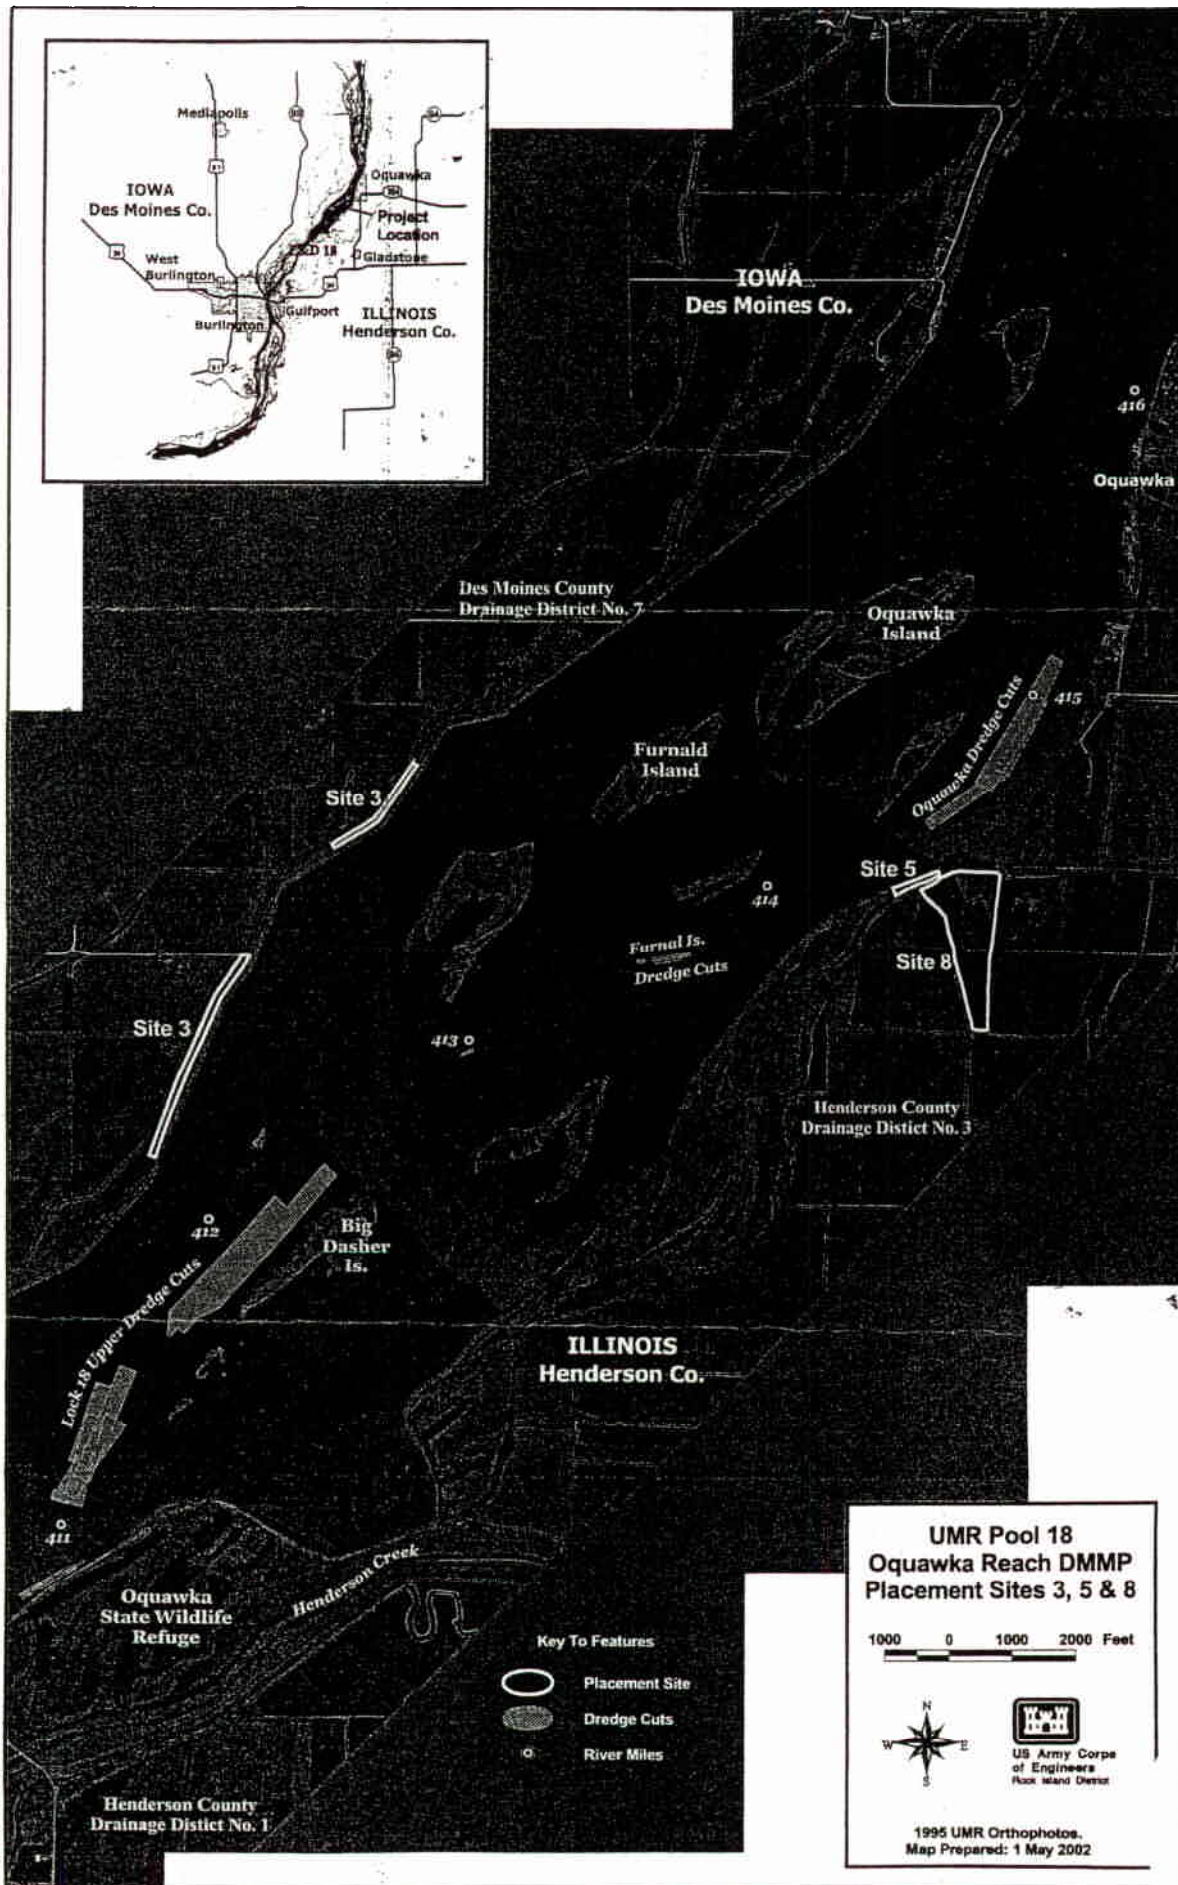 Mediapolis
IOWA
Des Moines Co.
West
Burlington
Burlington
Gulfport
Oquawka
Project
Location
L&D 18
Gladstone
ILLINOIS
Henderson Co.
IOWA
Des Moines Co.
416
Oquawka
Des Moines County
Drainage District No. 7
Oquawka
Island
Oquawka Dredge Cuts
415
Furnald
Island
Site 3
Site 5
414
Furnal Is.
Dredge Cuts
Site 8
Site 3
413
Henderson County
Drainage Distict No. 3
412
Big
Dasher
Is.
Lock 18 Upper Dredge Cuts
ILLINOIS
Henderson Co.
411
Oquawka
State Wildlife
Refuge
Henderson Creek
Key To Features
Placement Site
Dredge Cuts
River Miles
Henderson County
Drainage Distict No. 1
UMR Pool 18
Oquawka Reach DMMP
Placement Sites 3, 5 & 8
1000 0 1000 2000 Feet
N
W E
S
US Army Corps
of Engineers
Rock Island District
1995 UMR Orthophotos.
Map Prepared: 1 May 2002